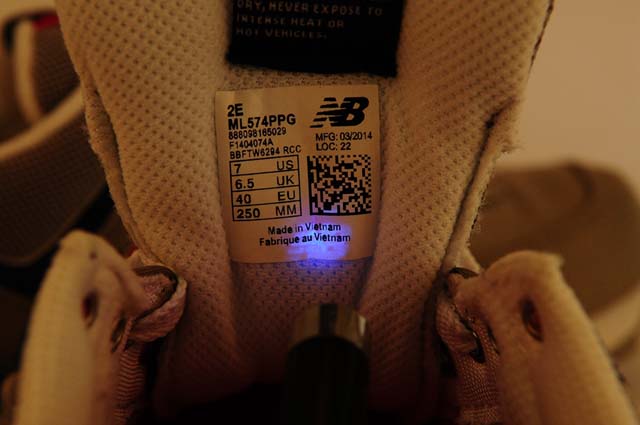 DRY, NEVER EXPOSE TO
INTENSE HEAT OR
HOT VEHICLES.
2E
ML574PPG
888098165029
F1404074A
BBFTW6294 RCC
NB
MFG: 03/2014
LOC: 22
7 US
6.5 UK
40 EU
250 MM
Made in Vietnam
Fabrique au Vietnam